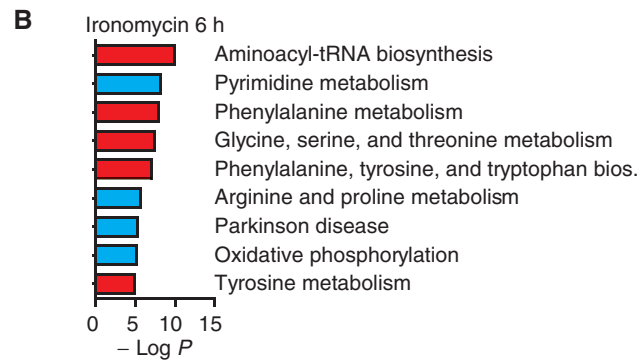 B
Ironomycin 6 h
Aminoacyl-tRNA biosynthesis
Pyrimidine metabolism
Phenylalanine metabolism
Glycine, serine, and threonine metabolism
Phenylalanine, tyrosine, and tryptophan bios.
Arginine and proline metabolism
Parkinson disease
Oxidative phosphorylation
Tyrosine metabolism
0 5 10 15
– Log P